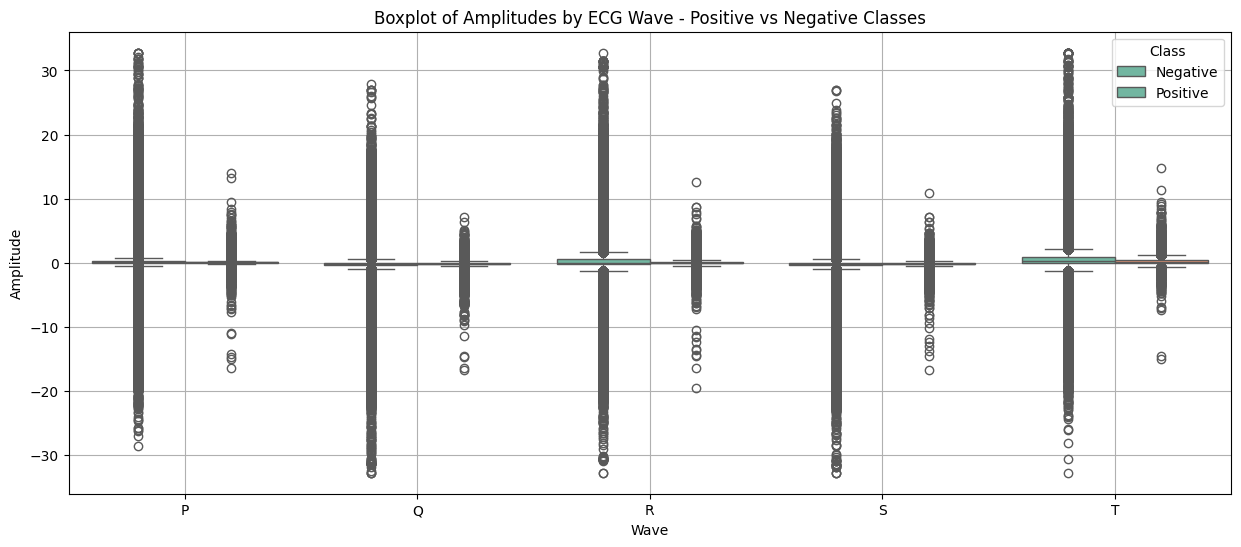 Boxplot of Amplitudes by ECG Wave - Positive vs Negative Classes
Class
Negative
Positive
Amplitude
30
20
10
0
−10
−20
−30
P Q R S T
Wave